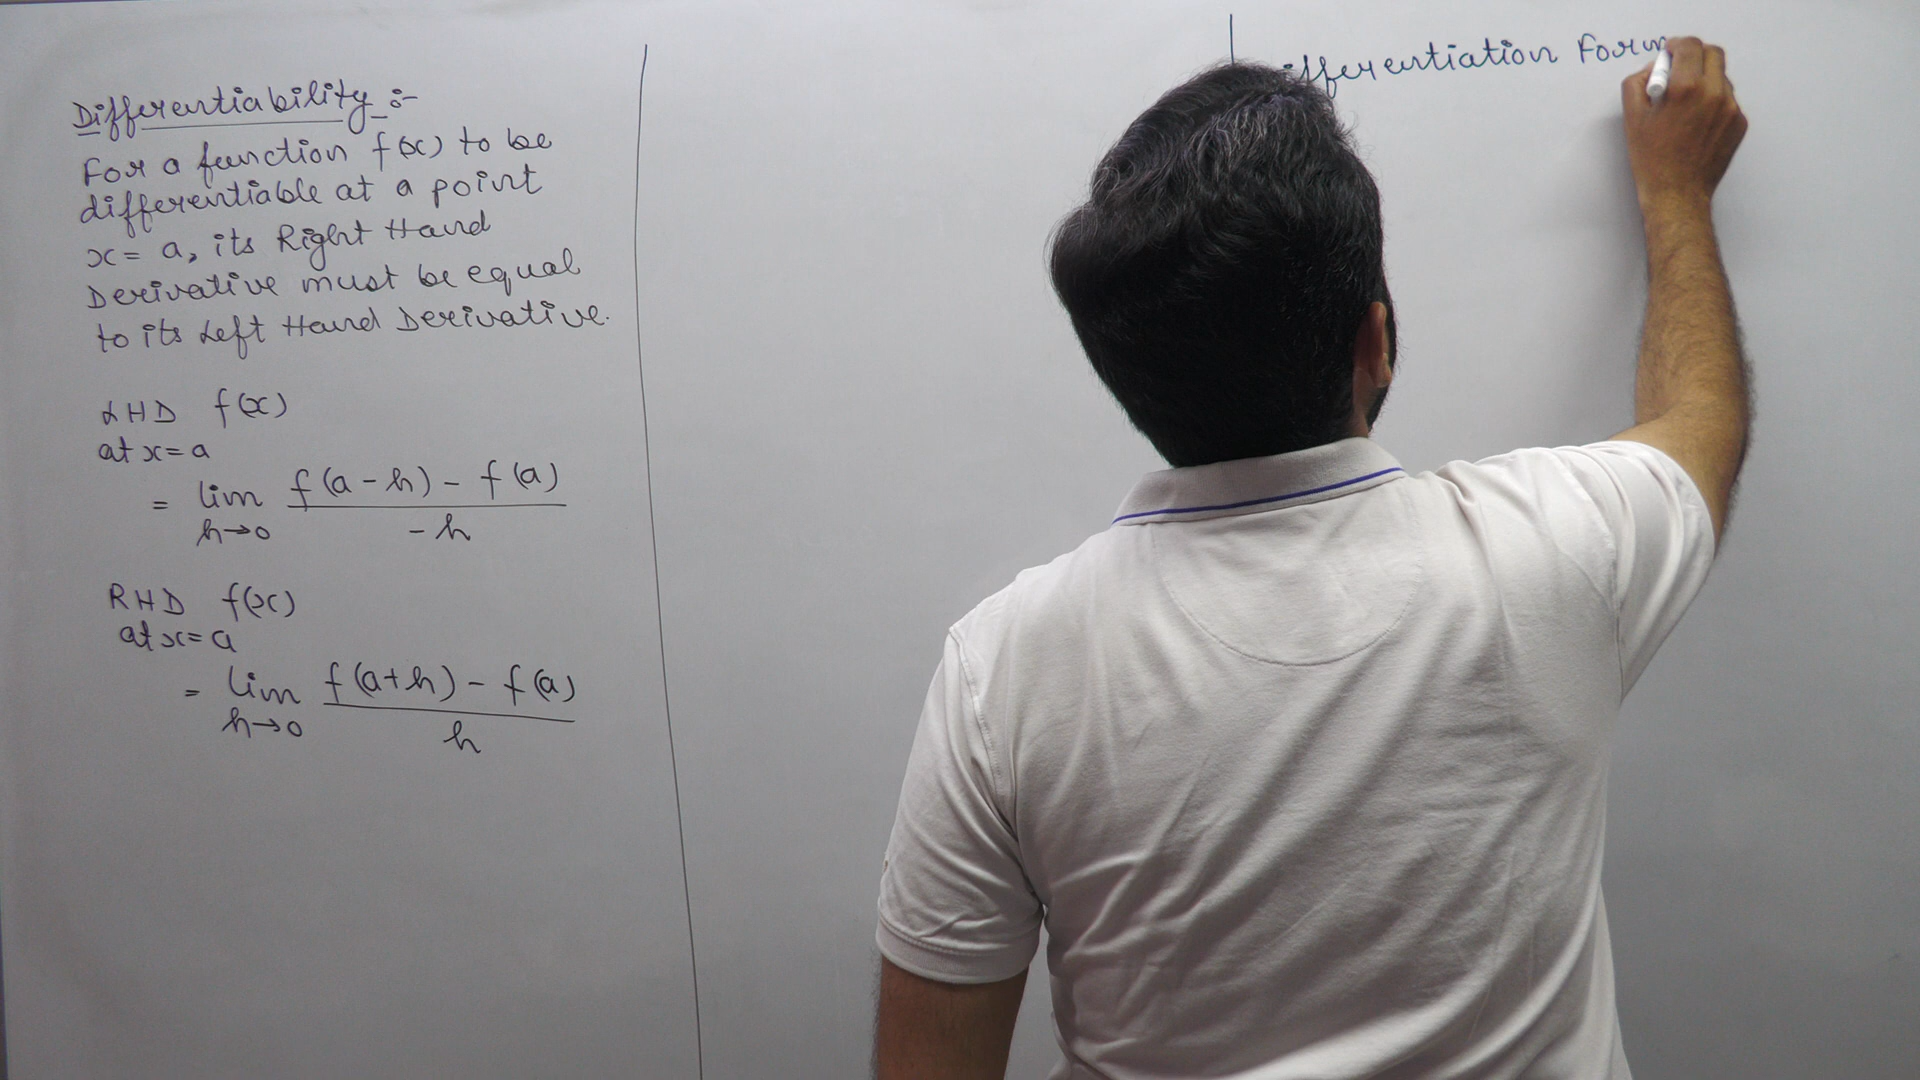 Differentiability :-
For a function f(x) to be
differentiable at a point
x = a, its Right Hand
Derivative must be equal
to its Left Hand Derivative.
LHD f(x)
at x = a
= lim f(a-h) - f(a)
h→0 -h
RHD f(x)
at x = a
= lim f(a+h) - f(a)
h→0 h
ifferentiation Form